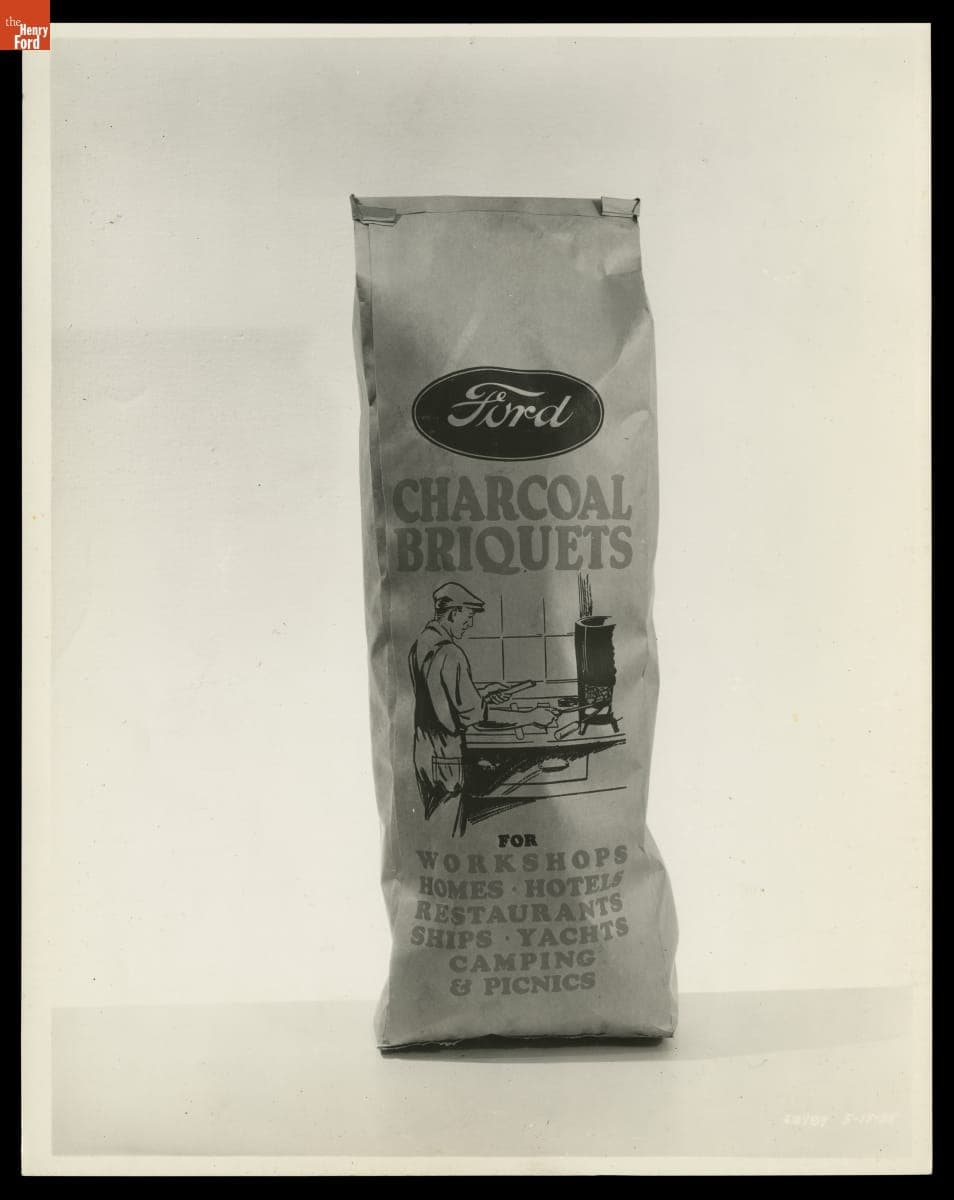 the
Henry
Ford
Ford
CHARCOAL
BRIQUETS
FOR
WORKSHOPS
HOMES · HOTELS
RESTAURANTS
SHIPS · YACHTS
CAMPING
& PICNICS